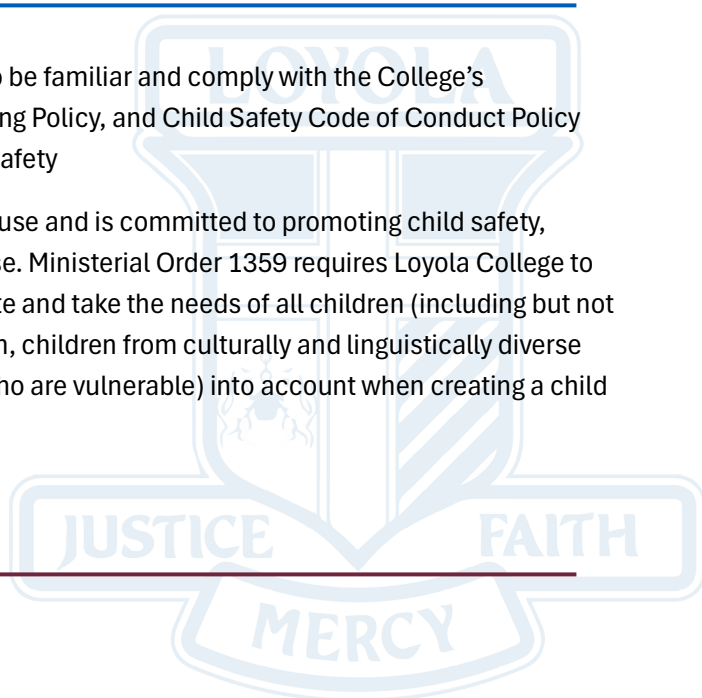 LOYOLA
be familiar and comply with the College’s
ng Policy, and Child Safety Code of Conduct Policy
afety
use and is committed to promoting child safety,
e. Ministerial Order 1359 requires Loyola College to
te and take the needs of all children (including but not
n, children from culturally and linguistically diverse
ho are vulnerable) into account when creating a child
JUSTICE FAITH
MERCY